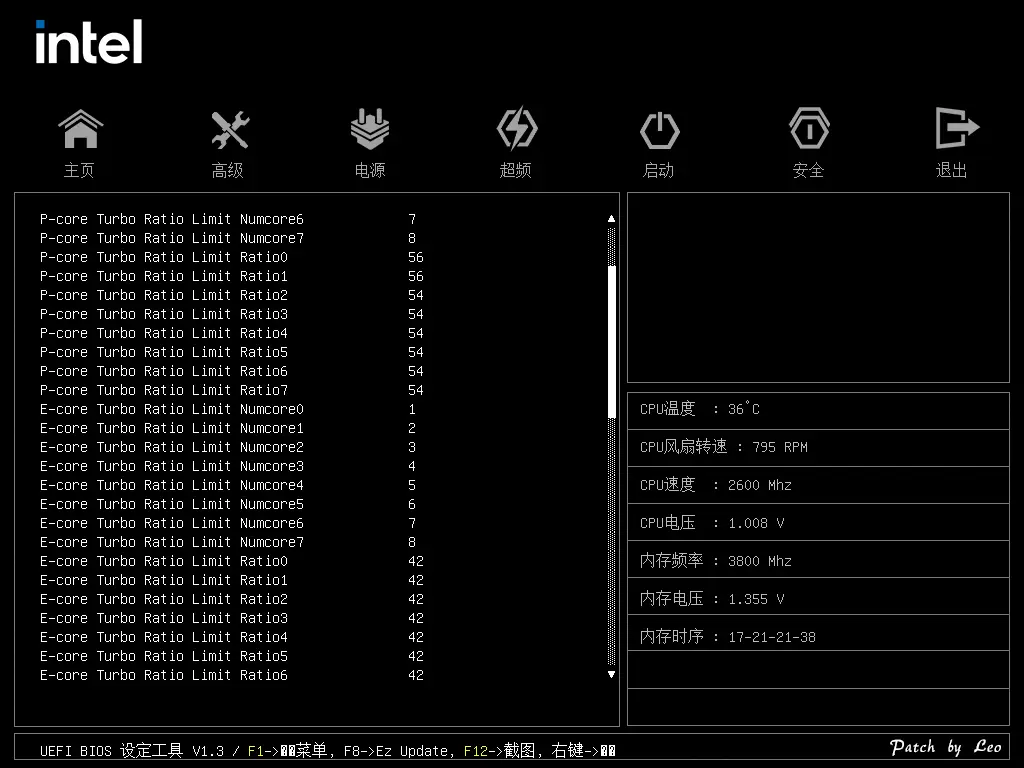 intel
主页 高级 电源 超频 启动 安全 退出
P-core Turbo Ratio Limit Numcore6 7
P-core Turbo Ratio Limit Numcore7 8
P-core Turbo Ratio Limit Ratio0 56
P-core Turbo Ratio Limit Ratio1 56
P-core Turbo Ratio Limit Ratio2 54
P-core Turbo Ratio Limit Ratio3 54
P-core Turbo Ratio Limit Ratio4 54
P-core Turbo Ratio Limit Ratio5 54
P-core Turbo Ratio Limit Ratio6 54
P-core Turbo Ratio Limit Ratio7 54
E-core Turbo Ratio Limit Numcore0 1
E-core Turbo Ratio Limit Numcore1 2
E-core Turbo Ratio Limit Numcore2 3
E-core Turbo Ratio Limit Numcore3 4
E-core Turbo Ratio Limit Numcore4 5
E-core Turbo Ratio Limit Numcore5 6
E-core Turbo Ratio Limit Numcore6 7
E-core Turbo Ratio Limit Numcore7 8
E-core Turbo Ratio Limit Ratio0 42
E-core Turbo Ratio Limit Ratio1 42
E-core Turbo Ratio Limit Ratio2 42
E-core Turbo Ratio Limit Ratio3 42
E-core Turbo Ratio Limit Ratio4 42
E-core Turbo Ratio Limit Ratio5 42
E-core Turbo Ratio Limit Ratio6 42
CPU温度 : 36°C
CPU风扇转速 : 795 RPM
CPU速度 : 2600 Mhz
CPU电压 : 1.008 V
内存频率 : 3800 Mhz
内存电压 : 1.355 V
内存时序 : 17-21-21-38
UEFI BIOS 设定工具 V1.3 / F1->菜单, F8->Ez Update, F12->截图, 右键->
Patch by Leo